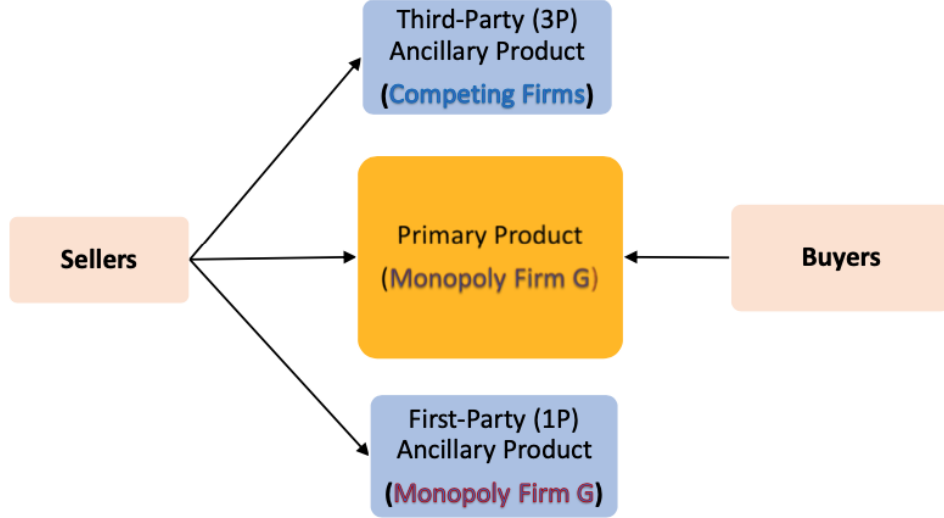 Third-Party (3P)
Ancillary Product
(Competing Firms)
Primary Product
(Monopoly Firm G)
Sellers
Buyers
First-Party (1P)
Ancillary Product
(Monopoly Firm G)